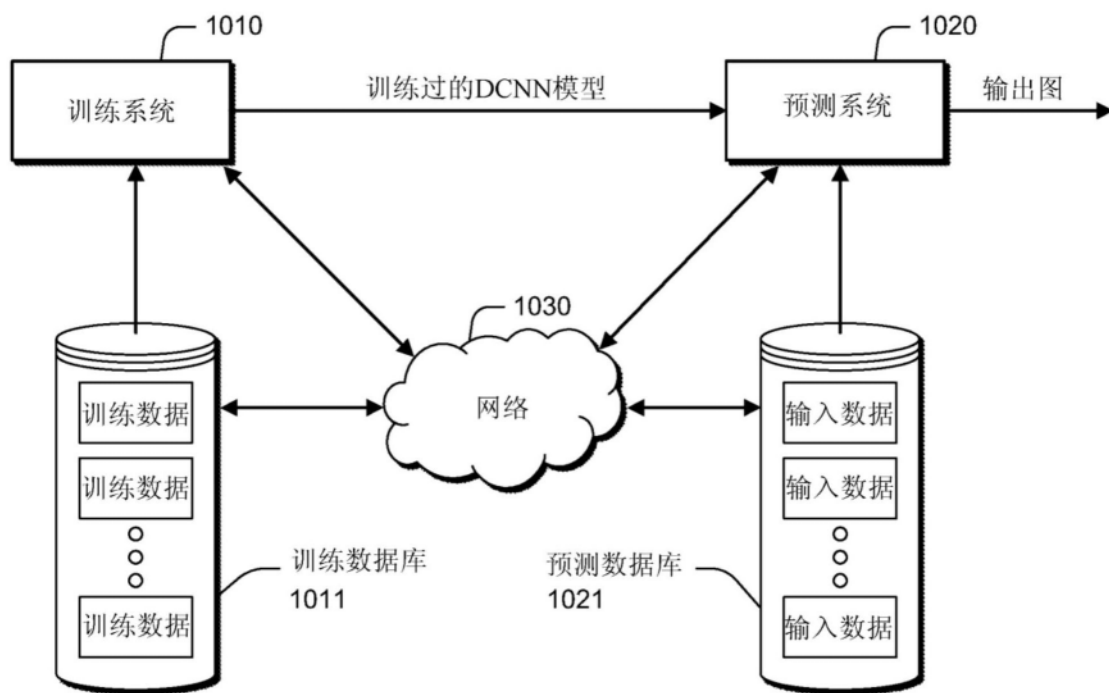 1010
1020
训练系统
训练过的DCNN模型
预测系统
输出图
1030
网络
训练数据
训练数据
训练数据
训练数据库
1011
输入数据
输入数据
输入数据
预测数据库
1021